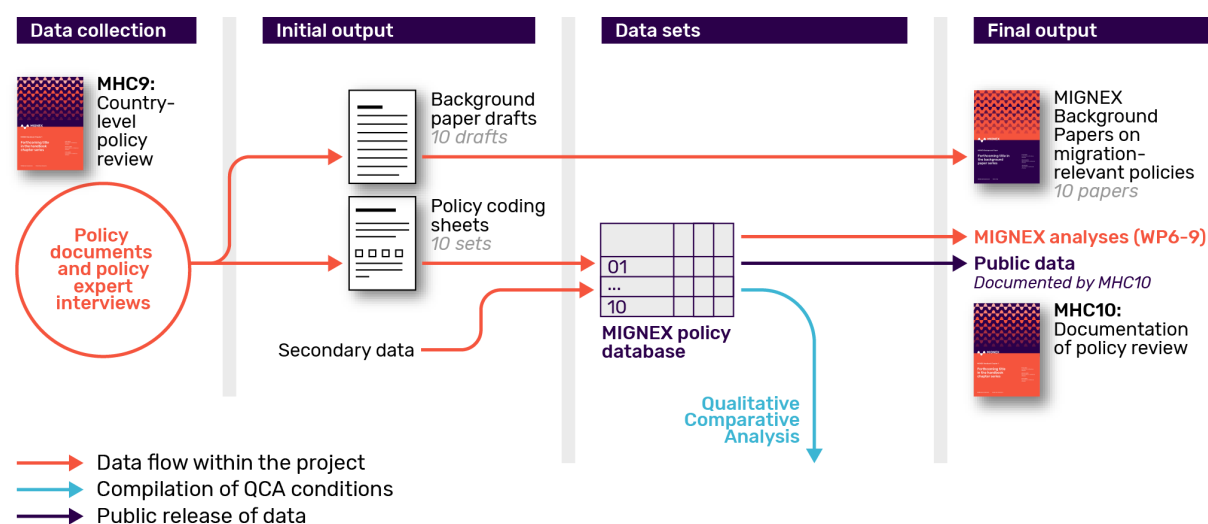 Data collection
Initial output
Data sets
Final output
MHC9:
Country-
level
policy
review
Background
paper drafts
10 drafts
MIGNEX
Background
Papers on
migration-
relevant policies
10 papers
Policy
documents
and policy
expert
interviews
Policy coding
sheets
10 sets
01
...
10
MIGNEX policy
database
Secondary data
MIGNEX analyses (WP6-9)
Public data
Documented by MHC10
MHC10:
Documentation
of policy review
Qualitative
Comparative
Analysis
Data flow within the project
Compilation of QCA conditions
Public release of data